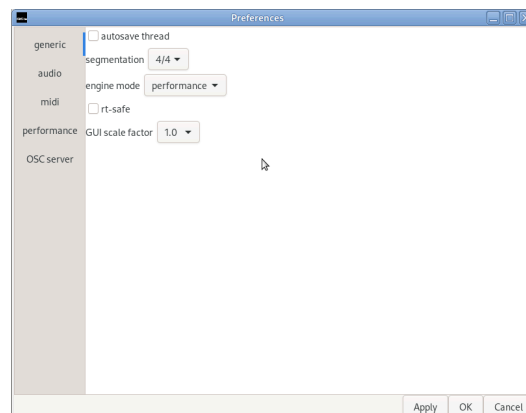 Preferences
generic
audio
midi
performance
OSC server
autosave thread
segmentation 4/4
engine mode performance
rt-safe
GUI scale factor 1.0
Apply OK Cancel